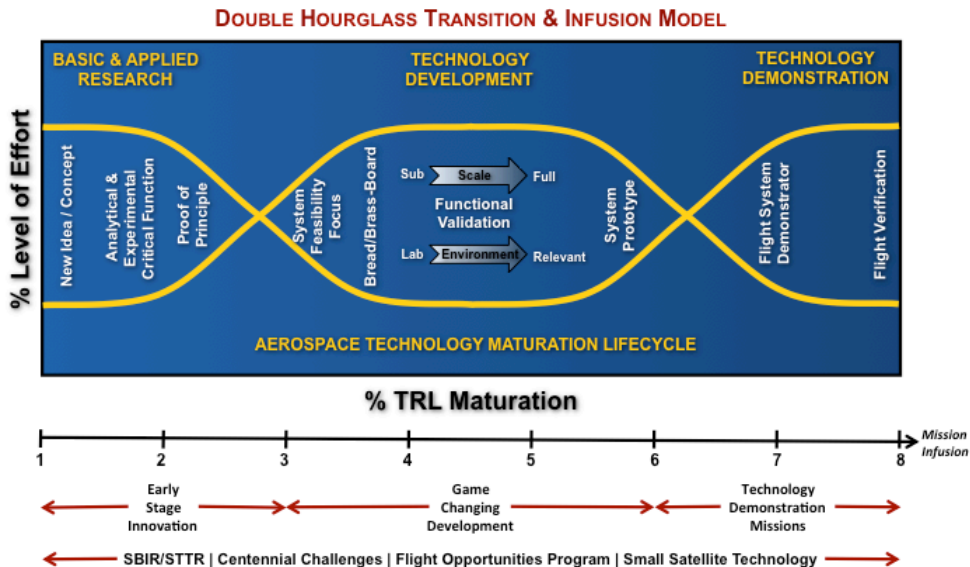 DOUBLE HOURGLASS TRANSITION & INFUSION MODEL
BASIC & APPLIED
RESEARCH
TECHNOLOGY
DEVELOPMENT
TECHNOLOGY
DEMONSTRATION
% Level of Effort
New Idea / Concept
Analytical &
Experimental
Critical Function
Proof of
Principle
System
Feasibility
Focus
Bread/Brass-Board
Sub
Scale
Full
Functional
Validation
Lab
Environment
Relevant
System
Prototype
Flight System
Demonstrator
Flight Verification
AEROSPACE TECHNOLOGY MATURATION LIFECYCLE
% TRL Maturation
1
2
3
4
5
6
7
8
Mission
Infusion
Early
Stage
Innovation
Game
Changing
Development
Technology
Demonstration
Missions
SBIR/STTR | Centennial Challenges | Flight Opportunities Program | Small Satellite Technology